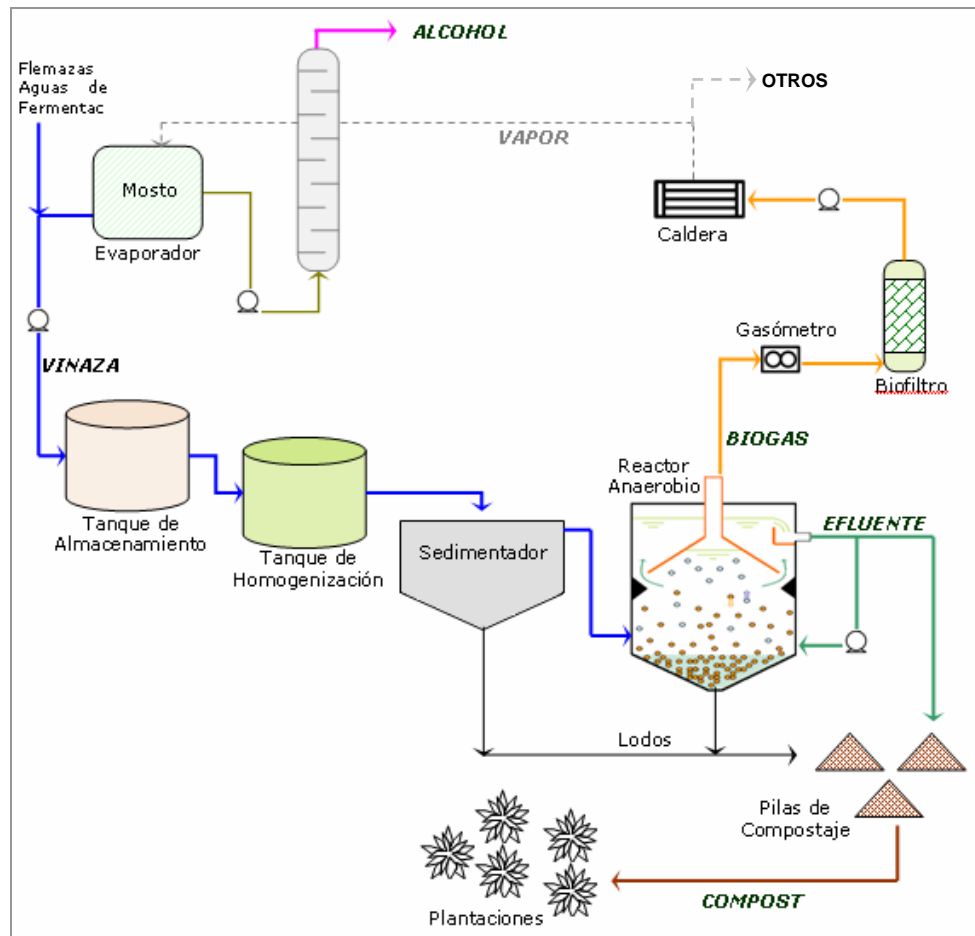 ALCOHOL
Flemazas
Aguas de
Fermentac
OTROS
VAPOR
Mosto
Evaporador
Caldera
VINAZA
Gasómetro
Biofiltro
BIOGAS
Reactor
Anaerobio
EFLUENTE
Tanque de
Almacenamiento
Tanque de
Homogenización
Sedimentador
Lodos
Pilas de
Compostaje
COMPOST
Plantaciones